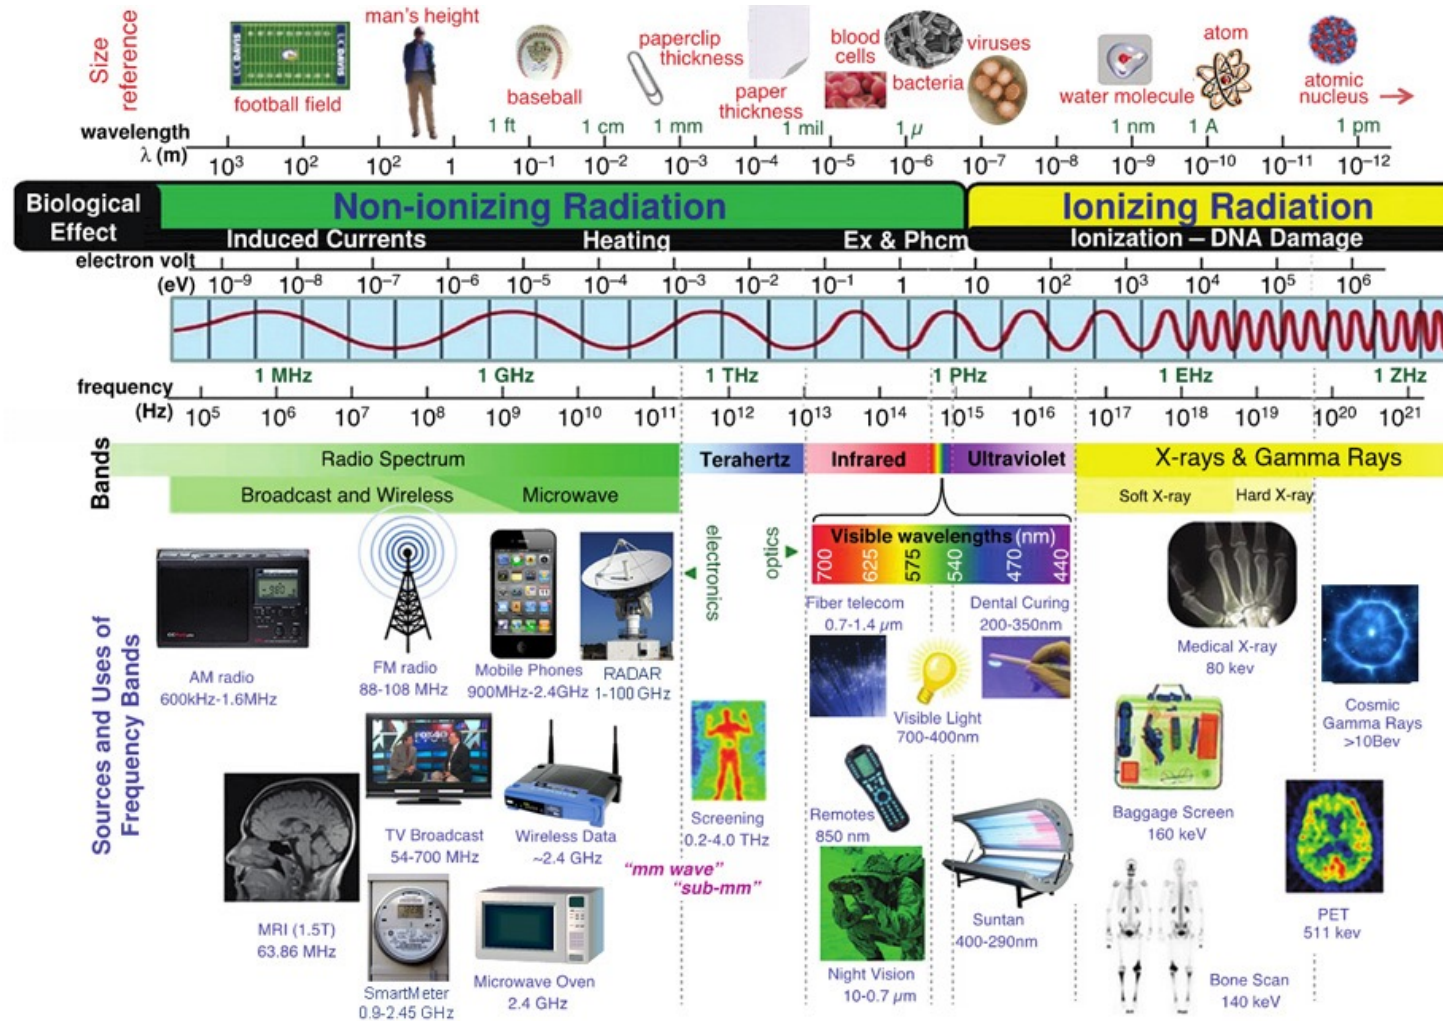 Size reference
football field
man's height
baseball
paperclip thickness
paper thickness
blood cells
bacteria
viruses
water molecule
atom
atomic nucleus
wavelength λ (m)
1 ft 1 cm 1 mm 1 mil 1 µ 1 nm 1 A 1 pm
10³ 10² 10² 1 10⁻¹ 10⁻² 10⁻³ 10⁻⁴ 10⁻⁵ 10⁻⁶ 10⁻⁷ 10⁻⁸ 10⁻⁹ 10⁻¹⁰ 10⁻¹¹ 10⁻¹²
Biological Effect
Non-ionizing Radiation Ionizing Radiation
Induced Currents Heating Ex & Phcm Ionization – DNA Damage
electron volt (eV)
10⁻⁹ 10⁻⁸ 10⁻⁷ 10⁻⁶ 10⁻⁵ 10⁻⁴ 10⁻³ 10⁻² 10⁻¹ 1 10 10² 10³ 10⁴ 10⁵ 10⁶
frequency (Hz)
1 MHz 1 GHz 1 THz 1 PHz 1 EHz 1 ZHz
10⁵ 10⁶ 10⁷ 10⁸ 10⁹ 10¹⁰ 10¹¹ 10¹² 10¹³ 10¹⁴ 10¹⁵ 10¹⁶ 10¹⁷ 10¹⁸ 10¹⁹ 10²⁰ 10²¹
Bands
Radio Spectrum Terahertz Infrared Ultraviolet X-rays & Gamma Rays
Broadcast and Wireless Microwave Soft X-ray Hard X-ray
electronics
optics
Visible wavelengths (nm)
700 625 575 540 470 440
Sources and Uses of
Frequency Bands
AM radio
600kHz-1.6MHz
FM radio
88-108 MHz
Mobile Phones
900MHz-2.4GHz
RADAR
1-100 GHz
Fiber telecom
0.7-1.4 µm
Dental Curing
200-350nm
Visible Light
700-400nm
Medical X-ray
80 kev
Cosmic
Gamma Rays
>10Bev
MRI (1.5T)
63.86 MHz
TV Broadcast
54-700 MHz
Wireless Data
~2.4 GHz
Screening
0.2-4.0 THz
"mm wave"
"sub-mm"
Remotes
850 nm
Baggage Screen
160 keV
SmartMeter
0.9-2.45 GHz
Microwave Oven
2.4 GHz
Night Vision
10-0.7 µm
Suntan
400-290nm
Bone Scan
140 keV
PET
511 kev